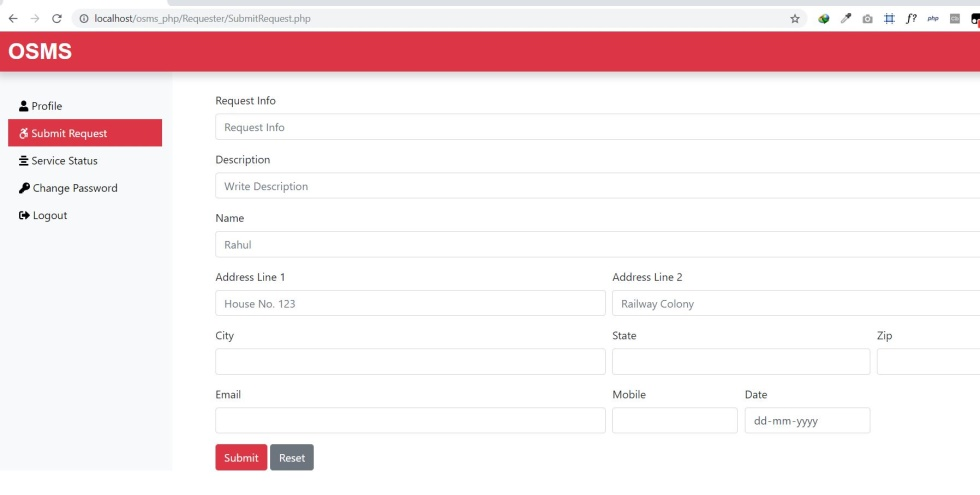 localhost/osms_php/Requester/SubmitRequest.php
f?
php
OSMS
Profile
Submit Request
Service Status
Change Password
Logout
Request Info
Request Info
Description
Write Description
Name
Rahul
Address Line 1 Address Line 2
House No. 123 Railway Colony
City State Zip
Email Mobile Date
dd-mm-yyyy
Submit Reset